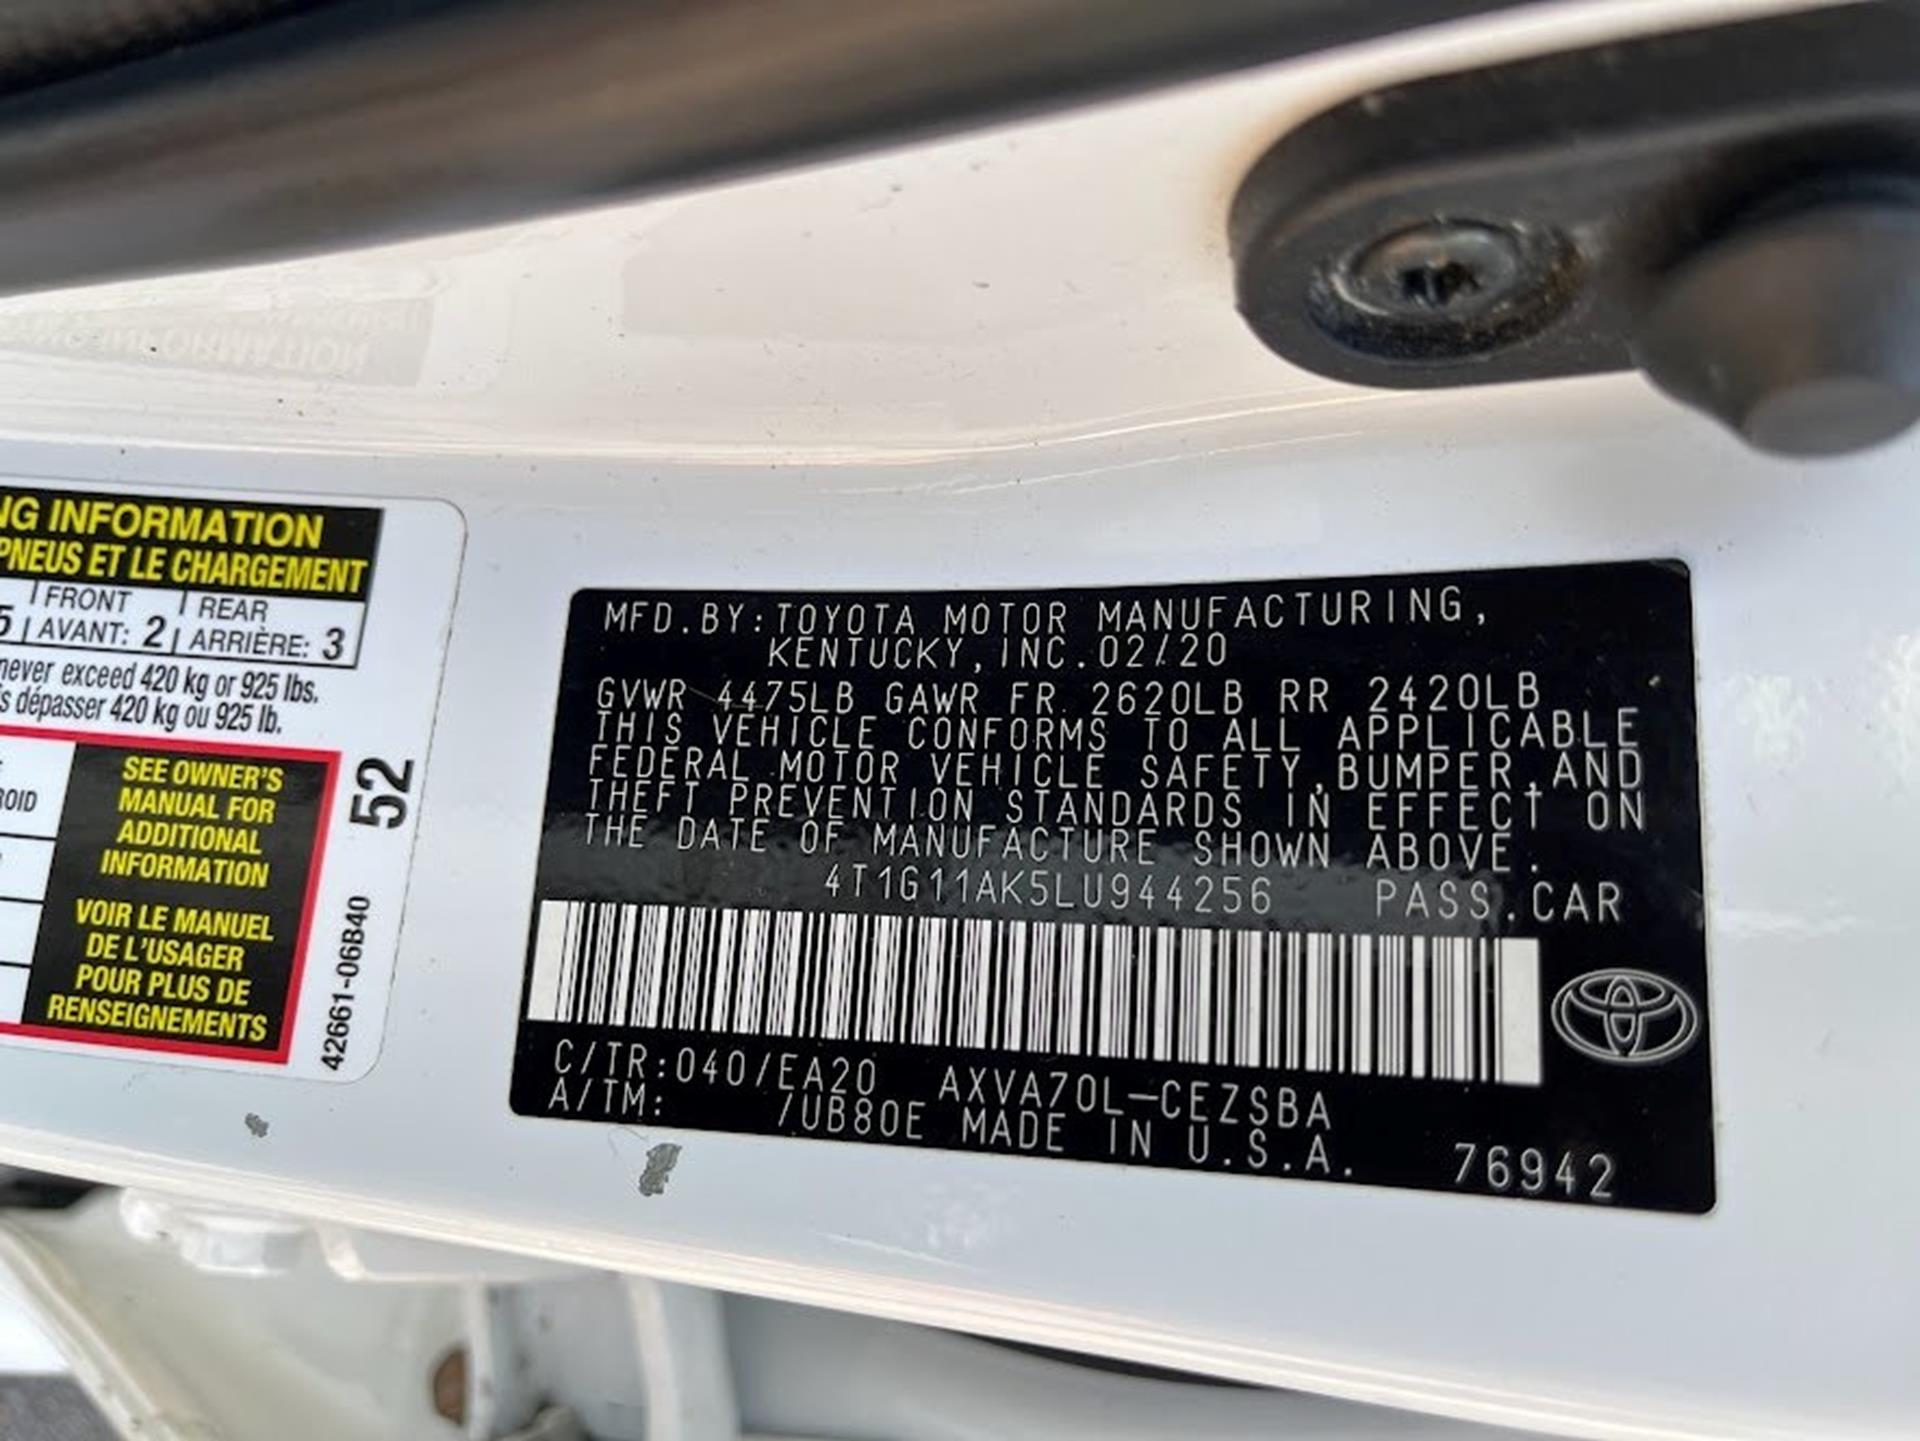 NG INFORMATION
PNEUS ET LE CHARGEMENT
FRONT REAR
5 AVANT: 2 ARRIÈRE: 3
never exceed 420 kg or 925 lbs.
dépasser 420 kg ou 925 lb.
SEE OWNER'S
MANUAL FOR
ADDITIONAL
INFORMATION
VOIR LE MANUEL
DE L'USAGER
POUR PLUS DE
RENSEIGNEMENTS
52
42661-06B40
MFD.BY:TOYOTA MOTOR MANUFACTURING,
KENTUCKY,INC.02/20
GVWR 4475LB GAWR FR 2620LB RR 2420LB
THIS VEHICLE CONFORMS TO ALL APPLICABLE
FEDERAL MOTOR VEHICLE SAFETY,BUMPER,AND
THEFT PREVENTION STANDARDS IN EFFECT ON
THE DATE OF MANUFACTURE SHOWN ABOVE.
4T1G11AK5LU944256 PASS.CAR
C/TR:040/EA20 AXVA70L-CEZSBA
A/TM: /UB80E MADE IN U.S.A.
76942